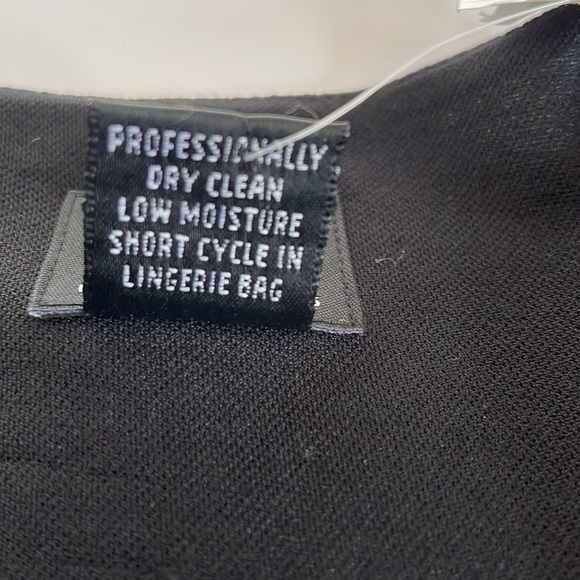 PROFESSIONALLY
DRY CLEAN
LOW MOISTURE
SHORT CYCLE IN
LINGERIE BAG